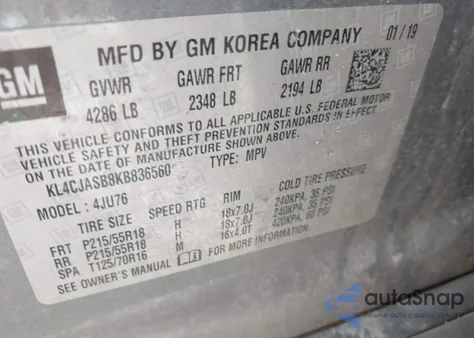 GM
MFD BY GM KOREA COMPANY 01/19
GVWR GAWR FRT GAWR RR
4286 LB 2348 LB 2194 LB
THIS VEHICLE CONFORMS TO ALL APPLICABLE U.S. FEDERAL MOTOR
VEHICLE SAFETY AND THEFT PREVENTION STANDARDS IN EFFECT
ON THE DATE OF MANUFACTURE SHOWN ABOVE.
KL4CJASB8KB836560 TYPE: MPV
MODEL: 4JU76
TIRE SIZE SPEED RTG RIM COLD TIRE PRESSURE
FRT P215/55R18 H 18x7.0J 240KPA, 35 PSI
RR P215/55R18 H 18x7.0J 240KPA, 35 PSI
SPA T125/70R16 M 16x4.0T 420KPA, 60 PSI
SEE OWNER'S MANUAL FOR MORE INFORMATION.
autoSnap
Pewne auta z aukcji USA